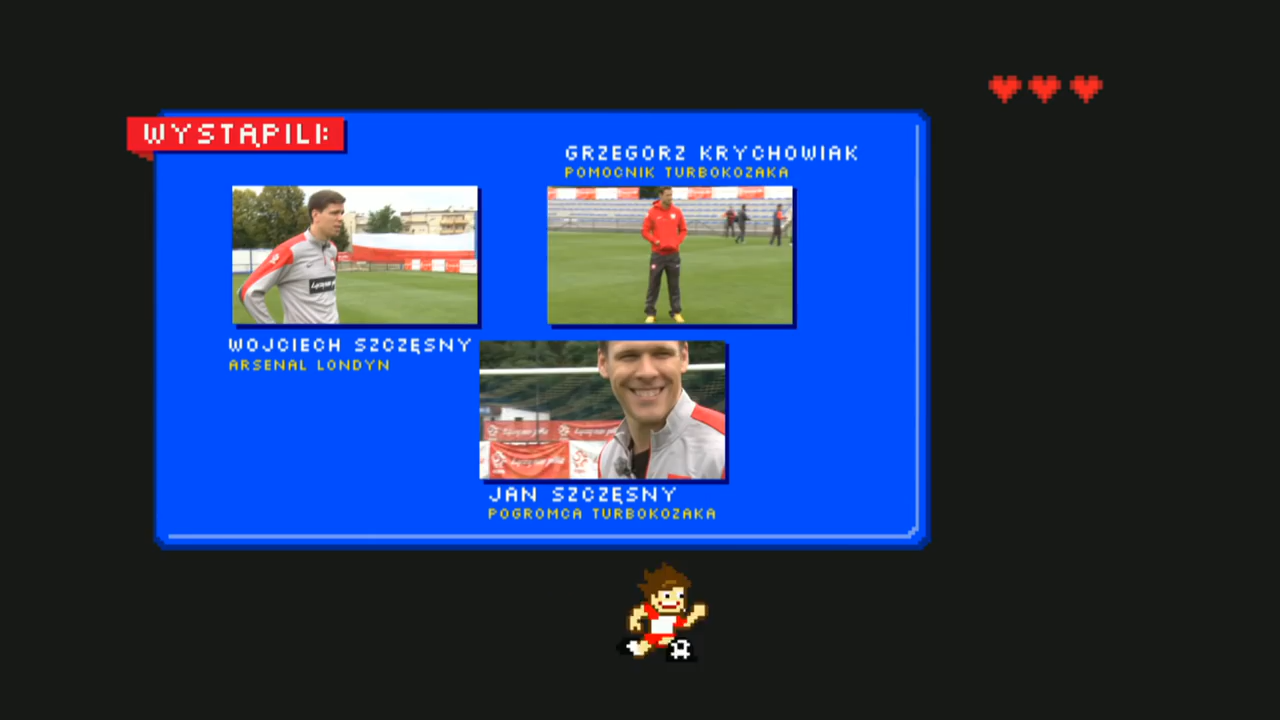 WYSTĄPILI:
GRZEGORZ KRYCHOWIAK
POMOCNIK TURBOKOZAKA
WOJCIECH SZCZĘSNY
ARSENAL LONDYN
JAN SZCZĘSNY
POGROMCA TURBOKOZAKA